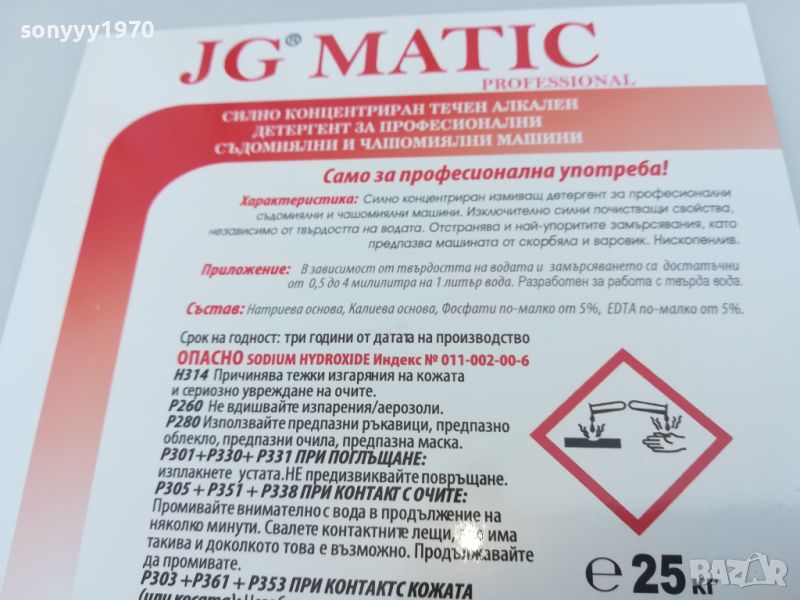 sonyyy1970
JG® MATIC
PROFESSIONAL
СИЛНО КОНЦЕНТРИРАН ТЕЧЕН АЛКАЛЕН
ДЕТЕРГЕНТ ЗА ПРОФЕСИОНАЛНИ
СЪДОМИЯЛНИ И ЧАШОМИЯЛНИ МАШИНИ
Само за професионална употреба!
Характеристика: Силно концентриран измиващ детергент за професионални
съдомиялни и чашомиялни машини. Изключително силни почистващи свойства,
независимо от твърдостта на водата. Отстранява и най-упоритите замърсявания, като
предпазва машината от скорбяла и варовик. Нископенлив.
Приложение: В зависимост от твърдостта на водата и замърсяването са достатъчни
от 0,5 до 4 милилитра на 1 литър вода. Разработен за работа с твърда вода.
Състав: Натриева основа, Калиева основа, Фосфати по-малко от 5%, EDTA по-малко от 5%.
Срок на годност: три години от датата на производство
ОПАСНО SODIUM HYDROXIDE Индекс № 011-002-00-6
H314 Причинява тежки изгаряния на кожата
и сериозно увреждане на очите.
P260 Не вдишвайте изпарения/аерозоли.
P280 Използвайте предпазни ръкавици, предпазно
облекло, предпазни очила, предпазна маска.
P301+P330+ P331 ПРИ ПОГЛЪЩАНЕ:
изплакнете устата.НЕ предизвиквайте повръщане.
P305 + P351 + P338 ПРИ КОНТАКТ С ОЧИТЕ:
Промивайте внимателно с вода в продължение на
няколко минути. Свалете контактните лещи, ако има
такива и доколкото това е възможно. Продължавайте
да промивате.
P303 +P361 + P353 ПРИ КОНТАКТС КОЖАТА
(или косата):
℮ 25 кг
BAZAR